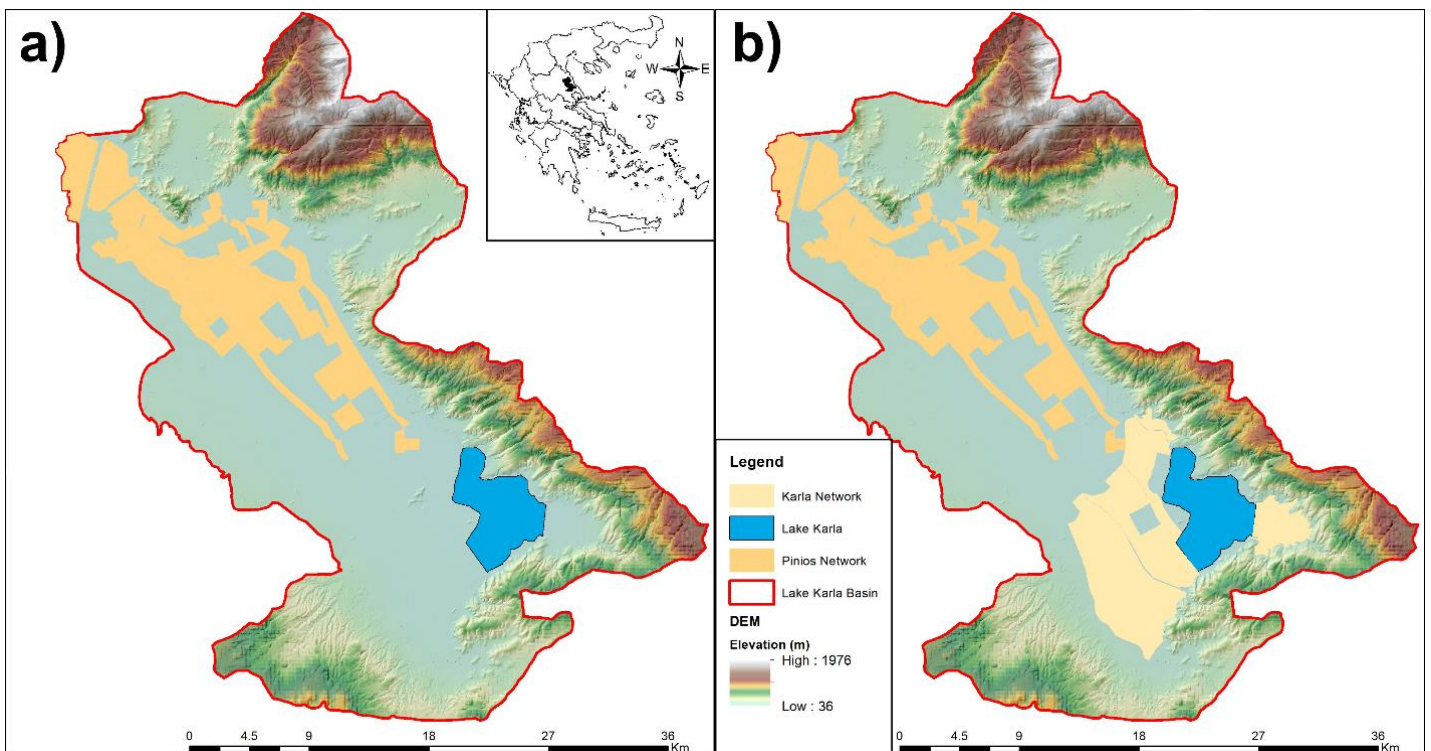 a)
N
W E
S
b)
Legend
Karla Network
Lake Karla
Pinios Network
Lake Karla Basin
DEM
Elevation (m)
High : 1976
Low : 36
0 4.5 9 18 27 36
Km
0 4.5 9 18 27 36
Km